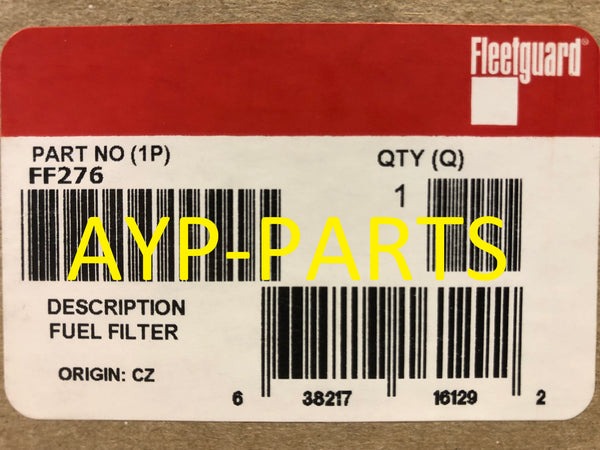 Fleetguard®
PART NO (1P)
FF276
QTY (Q)
1
AYP-PARTS
DESCRIPTION
FUEL FILTER
ORIGIN: CZ
6 38217 16129 2